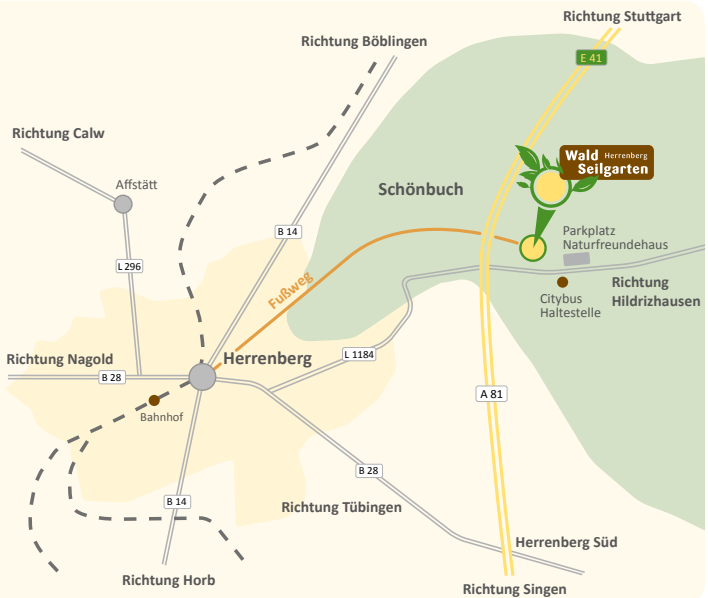 Richtung Stuttgart
Richtung Böblingen
E 41
Richtung Calw
Wald Herrenberg
Seilgarten
Affstätt
Schönbuch
B 14
Parkplatz
Naturfreundehaus
L 296
Fußweg
Richtung
Hildrizhausen
Citybus
Haltestelle
Richtung Nagold
Herrenberg
L 1184
B 28
A 81
Bahnhof
B 28
B 14
Richtung Tübingen
Herrenberg Süd
Richtung Horb
Richtung Singen